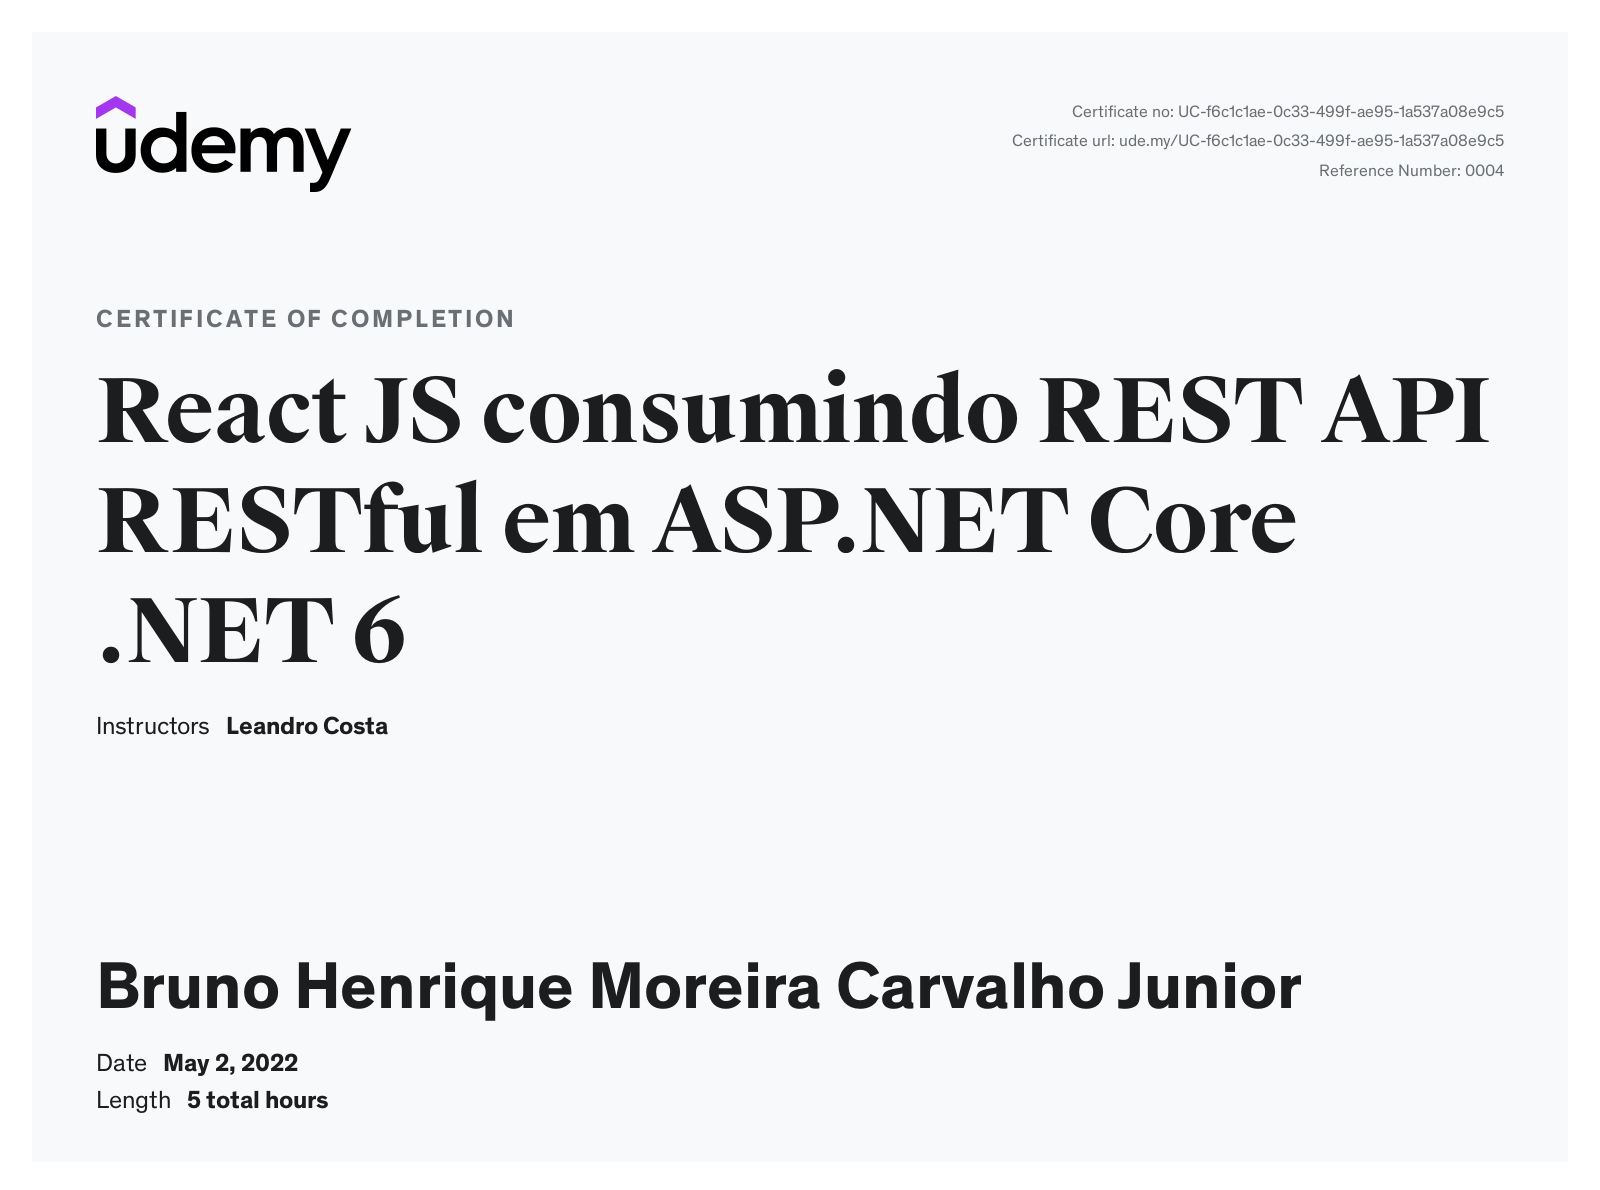 udemy
Certificate no: UC-f6c1c1ae-0c33-499f-ae95-1a537a08e9c5
Certificate url: ude.my/UC-f6c1c1ae-0c33-499f-ae95-1a537a08e9c5
Reference Number: 0004
CERTIFICATE OF COMPLETION
React JS consumindo REST API
RESTful em ASP.NET Core
.NET 6
Instructors Leandro Costa
Bruno Henrique Moreira Carvalho Junior
Date May 2, 2022
Length 5 total hours